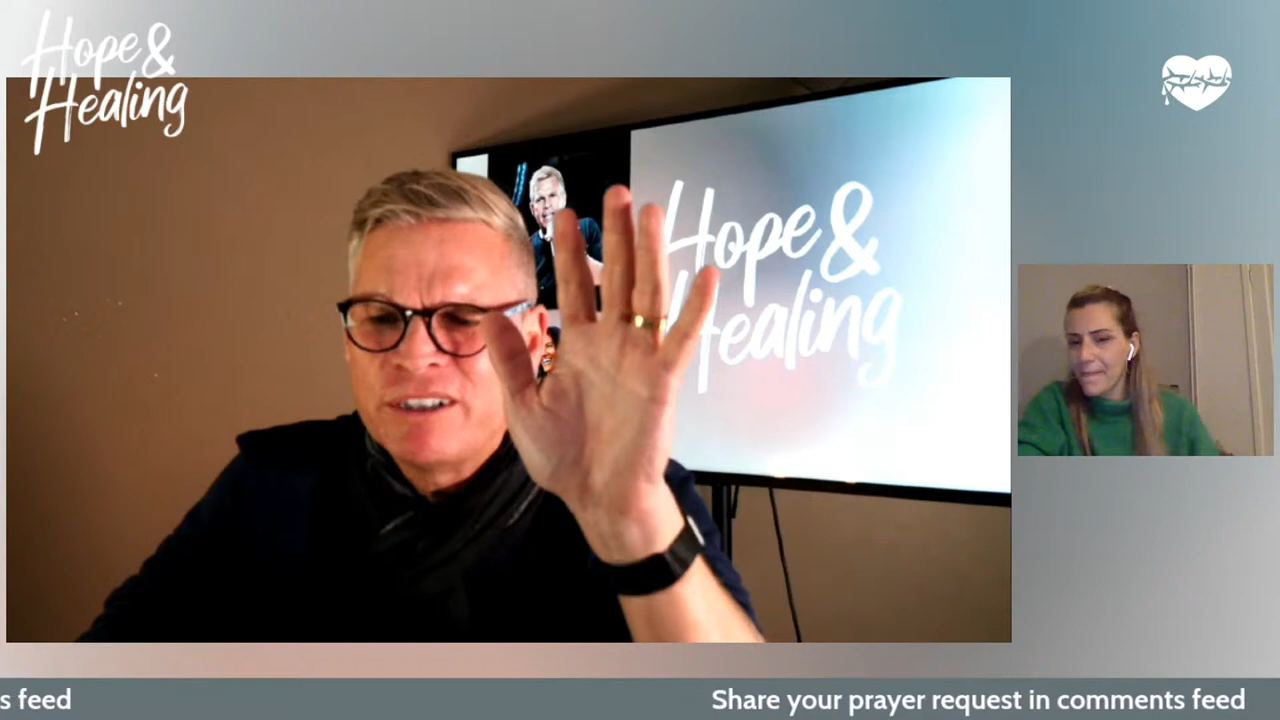 Hope &
Healing
Hope &
Healing
s feed
Share your prayer request in comments feed